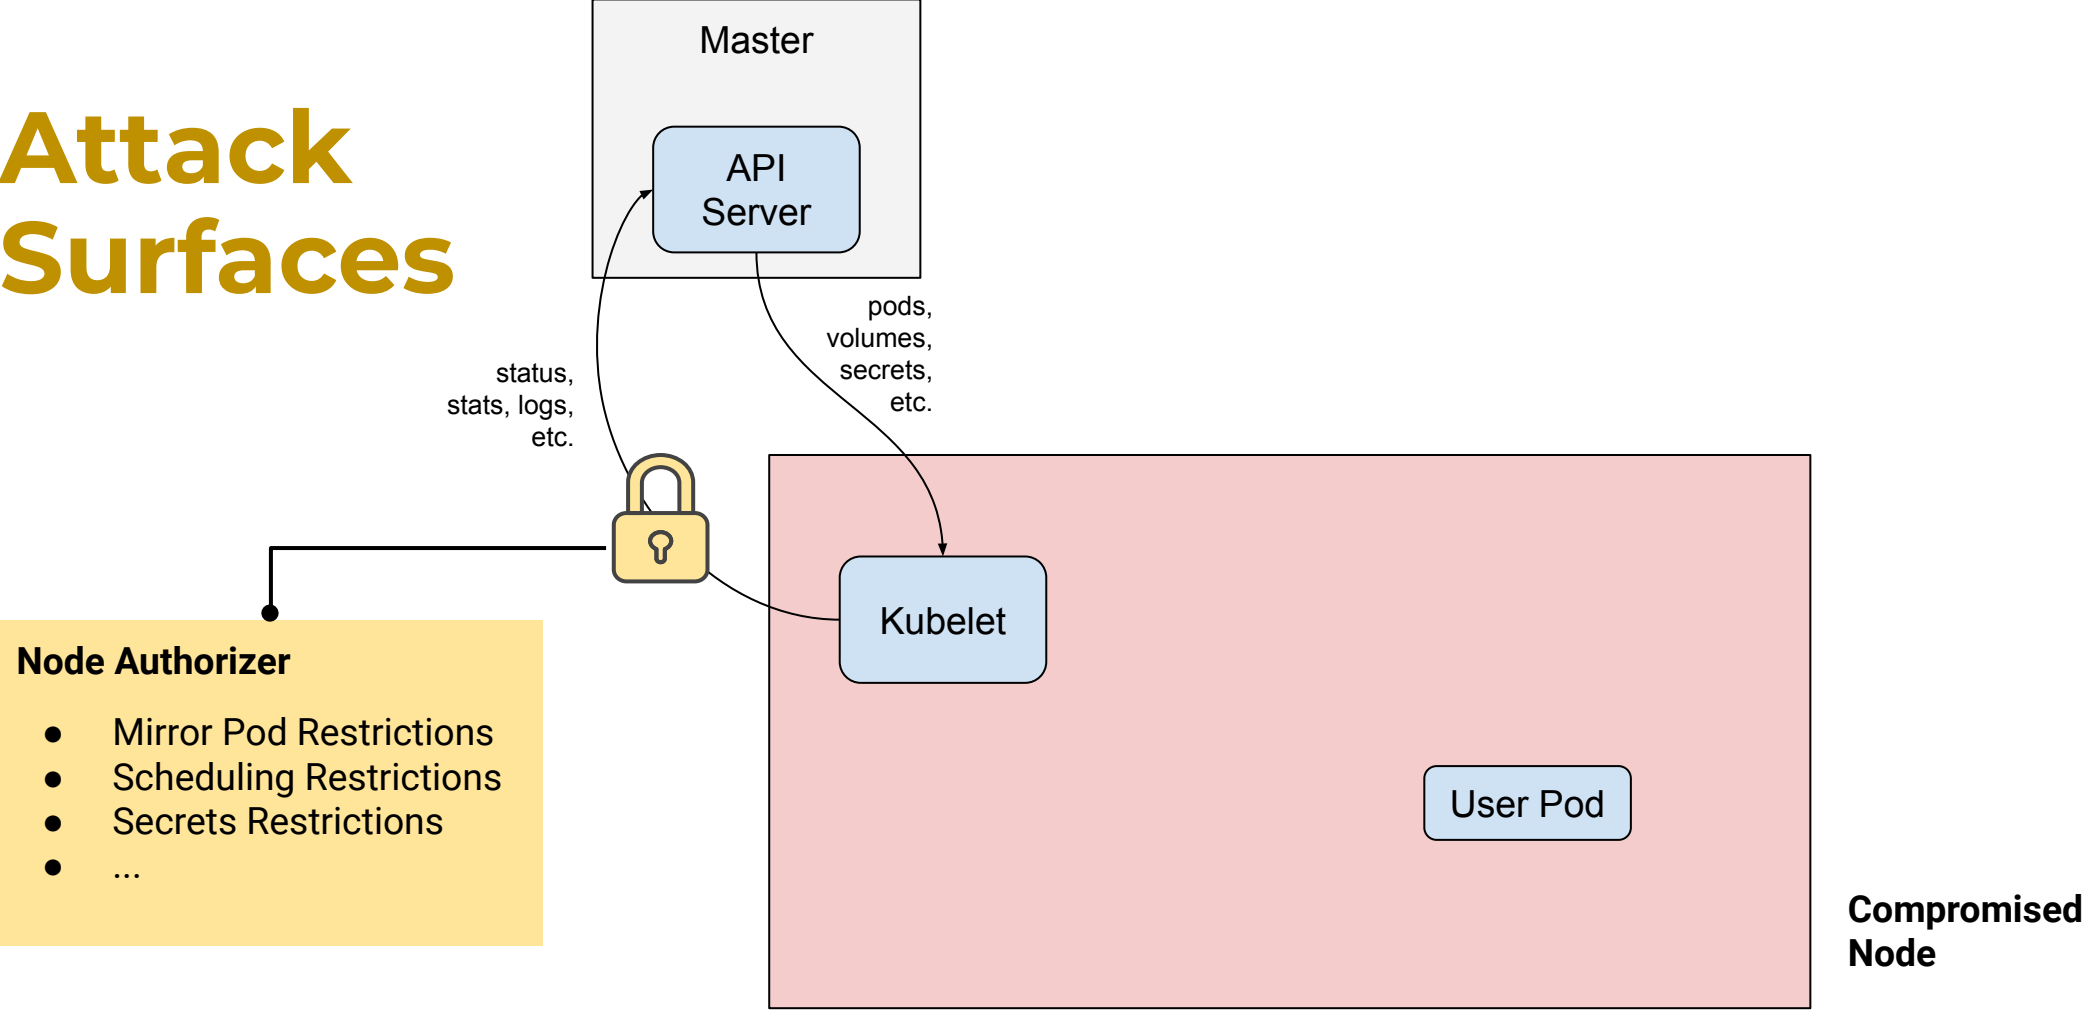 Attack
Surfaces
Master
API
Server
pods,
volumes,
secrets,
etc.
status,
stats, logs,
etc.
Kubelet
Node Authorizer
● Mirror Pod Restrictions
● Scheduling Restrictions
● Secrets Restrictions
● ...
User Pod
Compromised
Node